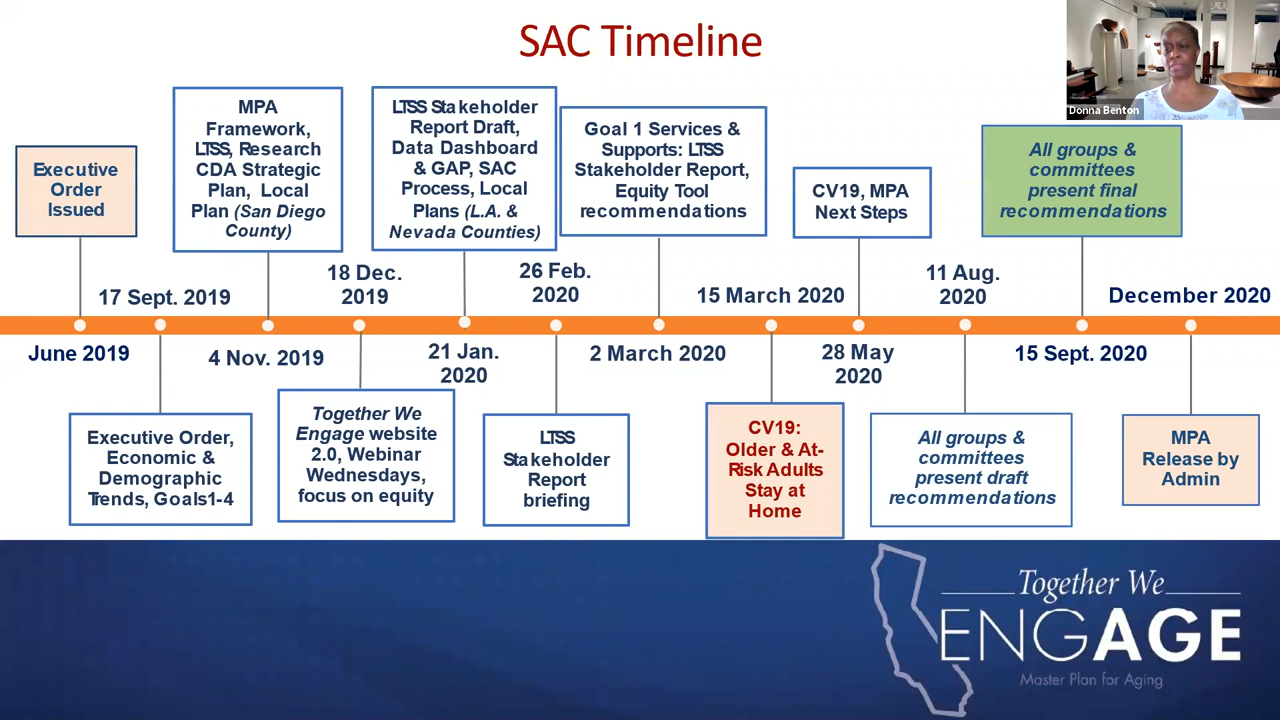 SAC Timeline
Donna Benton
Executive
Order
Issued
MPA
Framework,
LTSS, Research
CDA Strategic
Plan, Local
Plan (San Diego
County)
LTSS Stakeholder
Report Draft,
Data Dashboard
& GAP, SAC
Process, Local
Plans (L.A. &
Nevada Counties)
Goal 1 Services &
Supports: LTSS
Stakeholder Report,
Equity Tool
recommendations
CV19, MPA
Next Steps
All groups &
committees
present final
recommendations
17 Sept. 2019
18 Dec.
2019
26 Feb.
2020
15 March 2020
11 Aug.
2020
December 2020
June 2019
4 Nov. 2019
21 Jan.
2020
2 March 2020
28 May
2020
15 Sept. 2020
Executive Order,
Economic &
Demographic
Trends, Goals1-4
Together We
Engage website
2.0, Webinar
Wednesdays,
focus on equity
LTSS
Stakeholder
Report
briefing
CV19:
Older & At-
Risk Adults
Stay at
Home
All groups &
committees
present draft
recommendations
MPA
Release by
Admin
Together We
ENGAGE
Master Plan for Aging